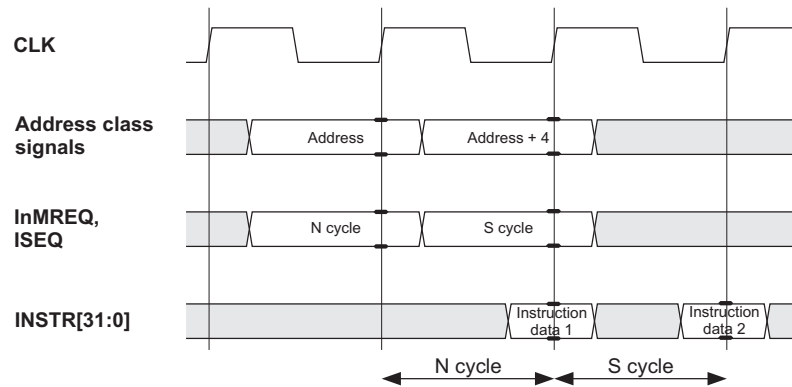 CLK
Address class
signals
Address
Address + 4
InMREQ,
ISEQ
N cycle
S cycle
INSTR[31:0]
Instruction
data 1
Instruction
data 2
N cycle
S cycle